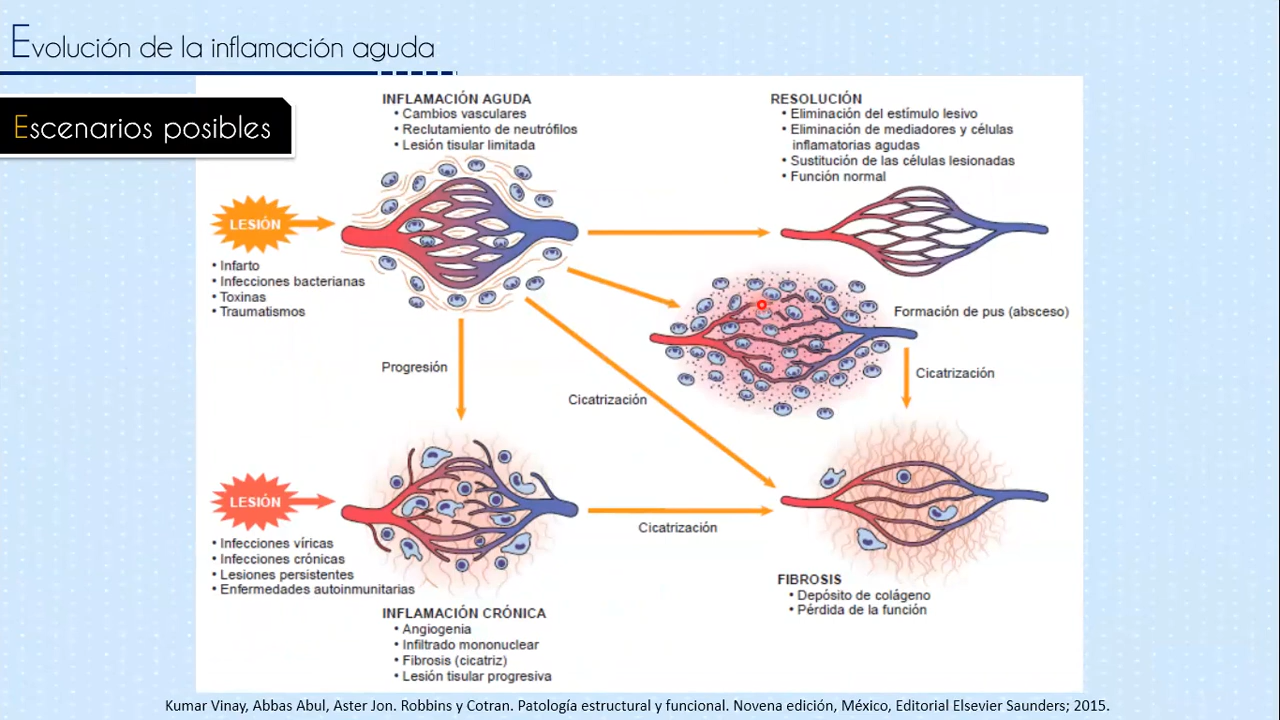 Evolución de la inflamación aguda
Escenarios posibles
INFLAMACIÓN AGUDA
• Cambios vasculares
• Reclutamiento de neutrófilos
• Lesión tisular limitada
RESOLUCIÓN
• Eliminación del estímulo lesivo
• Eliminación de mediadores y células
inflamatorias agudas
• Sustitución de las células lesionadas
• Función normal
LESIÓN
• Infarto
• Infecciones bacterianas
• Toxinas
• Traumatismos
Formación de pus (absceso)
Progresión
Cicatrización
Cicatrización
LESIÓN
• Infecciones víricas
• Infecciones crónicas
• Lesiones persistentes
• Enfermedades autoinmunitarias
Cicatrización
FIBROSIS
• Depósito de colágeno
• Pérdida de la función
INFLAMACIÓN CRÓNICA
• Angiogenia
• Infiltrado mononuclear
• Fibrosis (cicatriz)
• Lesión tisular progresiva
Kumar Vinay, Abbas Abul, Aster Jon. Robbins y Cotran. Patología estructural y funcional. Novena edición, México, Editorial Elsevier Saunders; 2015.